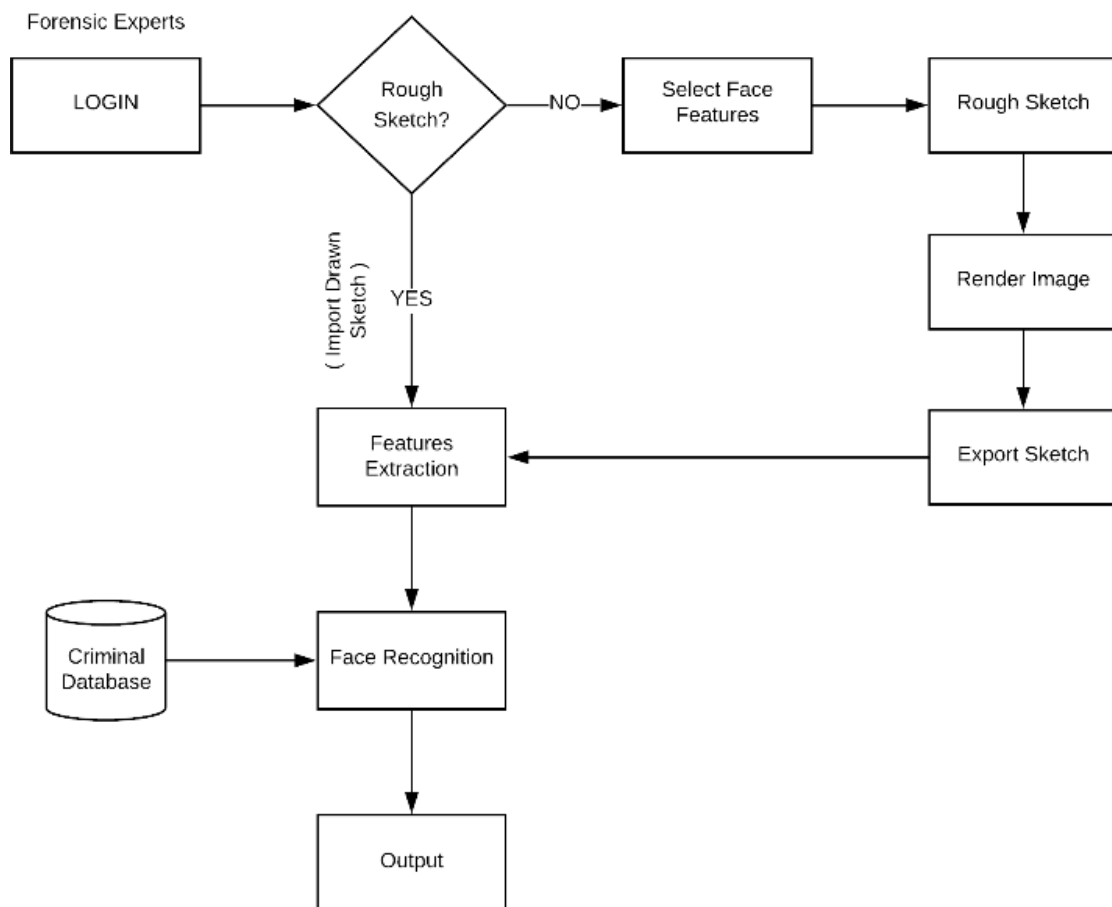 Forensic Experts
LOGIN
Rough
Sketch?
NO
Select Face
Features
Rough Sketch
Render Image
Export Sketch
YES
( Import Drawn
Sketch )
Features
Extraction
Criminal
Database
Face Recognition
Output